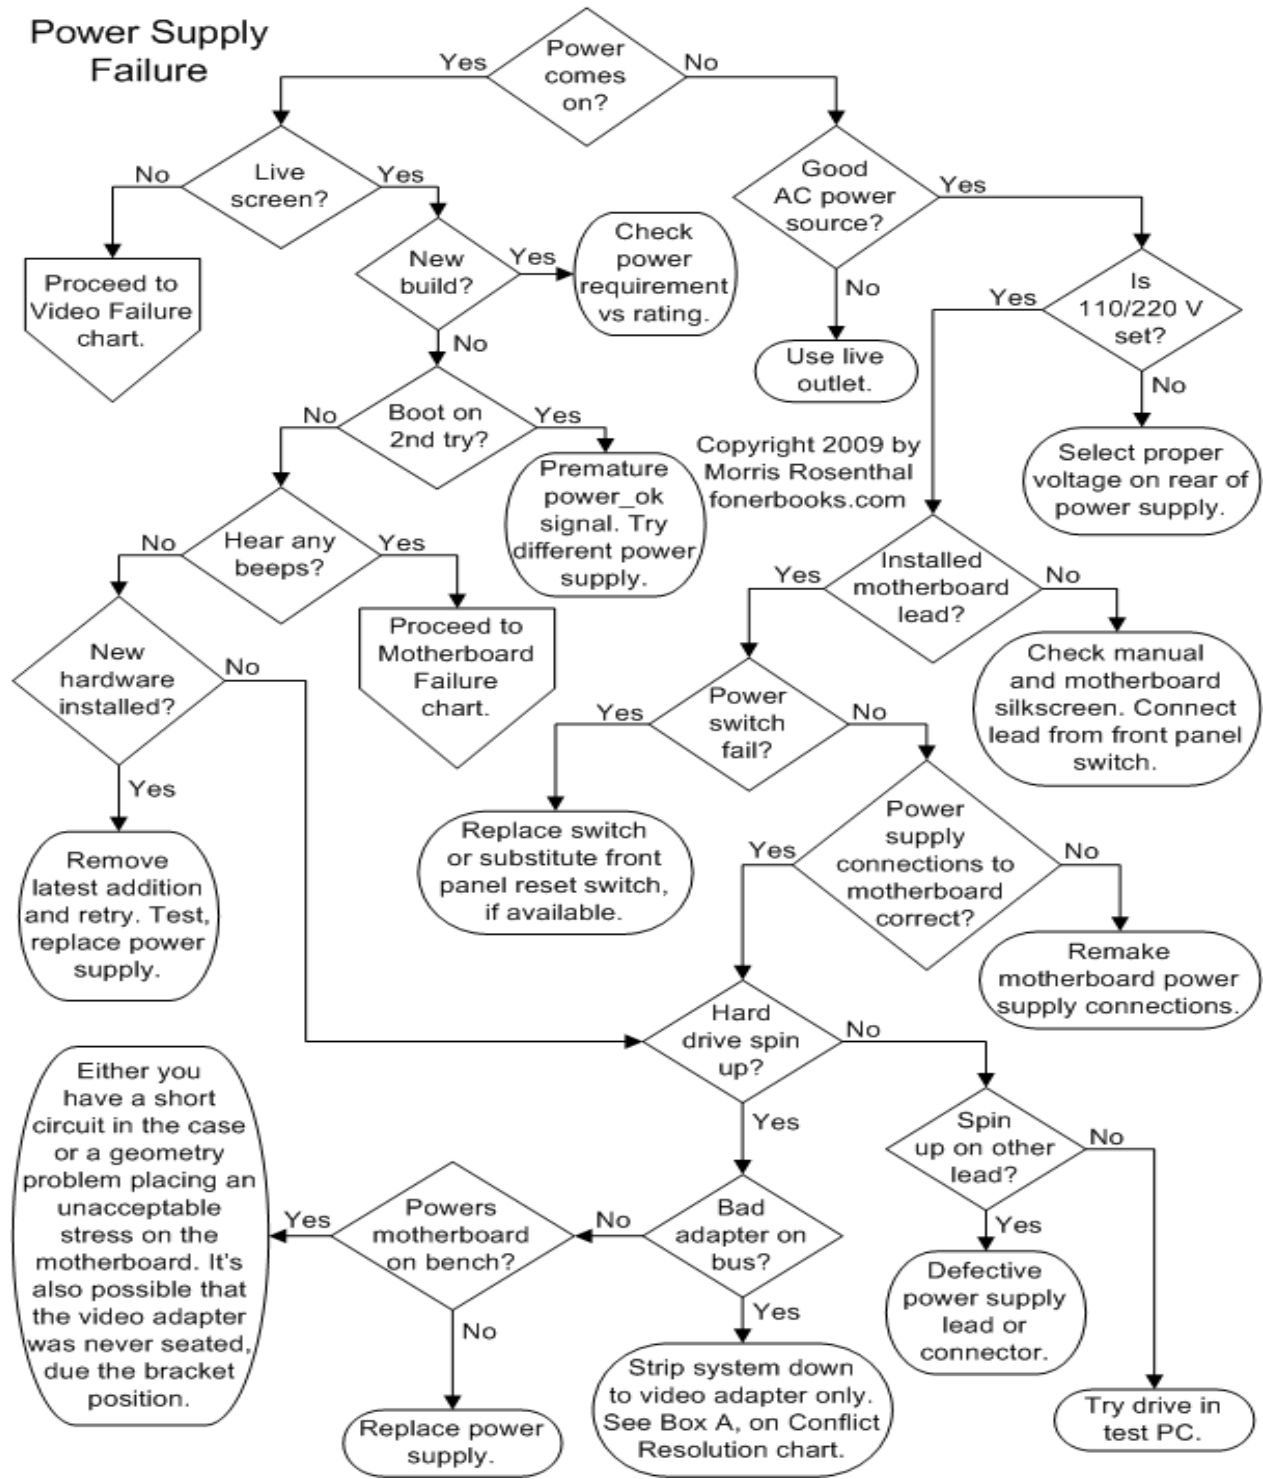 Power Supply
Failure
Power
comes
on?
Yes
No
Live
screen?
No
Yes
Good
AC power
source?
Yes
No
Proceed to
Video Failure
chart.
New
build?
Yes
No
Check
power
requirement
vs rating.
Use live
outlet.
Is
110/220 V
set?
Yes
No
Boot on
2nd try?
No
Yes
Copyright 2009 by
Morris Rosenthal
fonerbooks.com
Select proper
voltage on rear of
power supply.
Premature
power_ok
signal. Try
different power
supply.
Hear any
beeps?
No
Yes
Installed
motherboard
lead?
Yes
No
Proceed to
Motherboard
Failure
chart.
New
hardware
installed?
No
Yes
Power
switch
fail?
Yes
No
Check manual
and motherboard
silkscreen. Connect
lead from front panel
switch.
Remove
latest addition
and retry. Test,
replace power
supply.
Replace switch
or substitute front
panel reset switch,
if available.
Power
supply
connections to
motherboard
correct?
Yes
No
Remake
motherboard power
supply connections.
Hard
drive spin
up?
No
Yes
Spin
up on other
lead?
No
Yes
Either you
have a short
circuit in the case
or a geometry
problem placing an
unacceptable
stress on the
motherboard. It's
also possible that
the video adapter
was never seated,
due the bracket
position.
Powers
motherboard
on bench?
Yes
No
Bad
adapter on
bus?
No
Yes
Defective
power supply
lead or
connector.
Replace power
supply.
Strip system down
to video adapter only.
See Box A, on Conflict
Resolution chart.
Try drive in
test PC.